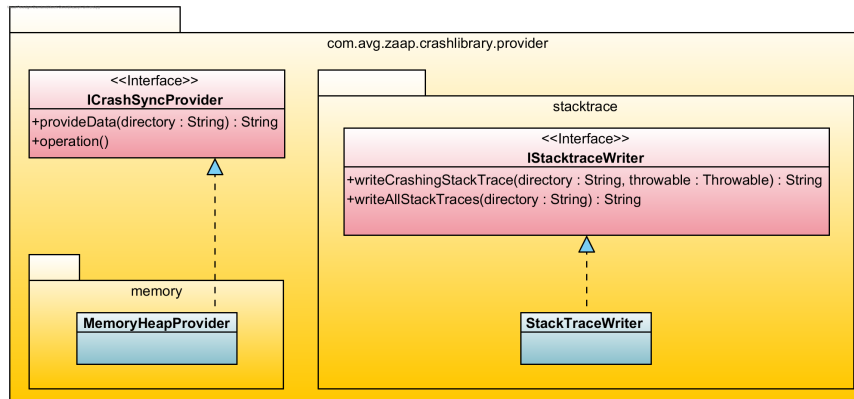 com.avg.zaap.crashlibrary.provider
<<Interface>>
ICrashSyncProvider
+provideData(directory : String) : String
+operation()
stacktrace
<<Interface>>
IStacktraceWriter
+writeCrashingStackTrace(directory : String, throwable : Throwable) : String
+writeAllStackTraces(directory : String) : String
memory
MemoryHeapProvider
StackTraceWriter